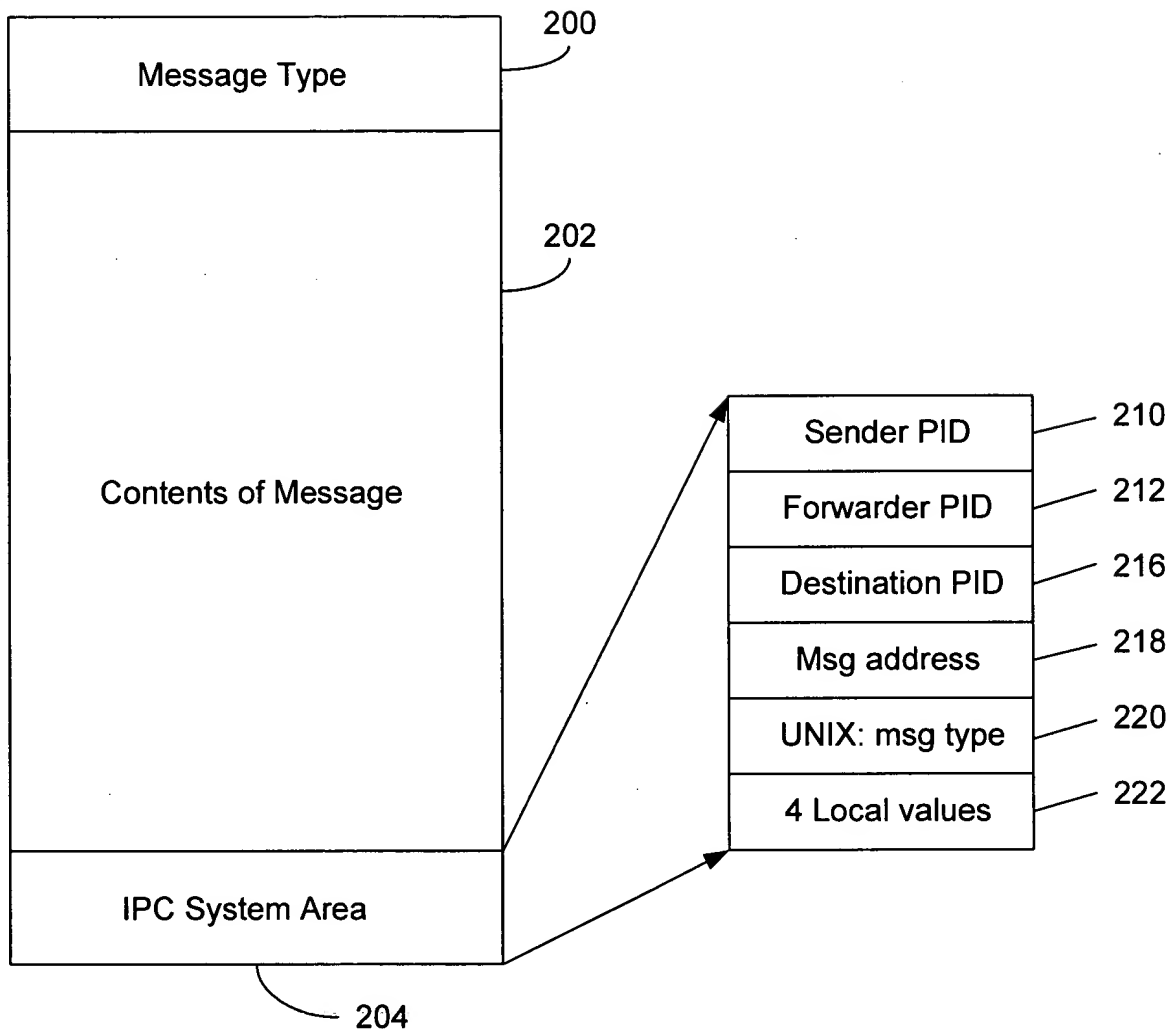 200
Message Type
202
Contents of Message
IPC System Area
204
Sender PID
210
Forwarder PID
212
Destination PID
216
Msg address
218
UNIX: msg type
220
4 Local values
222